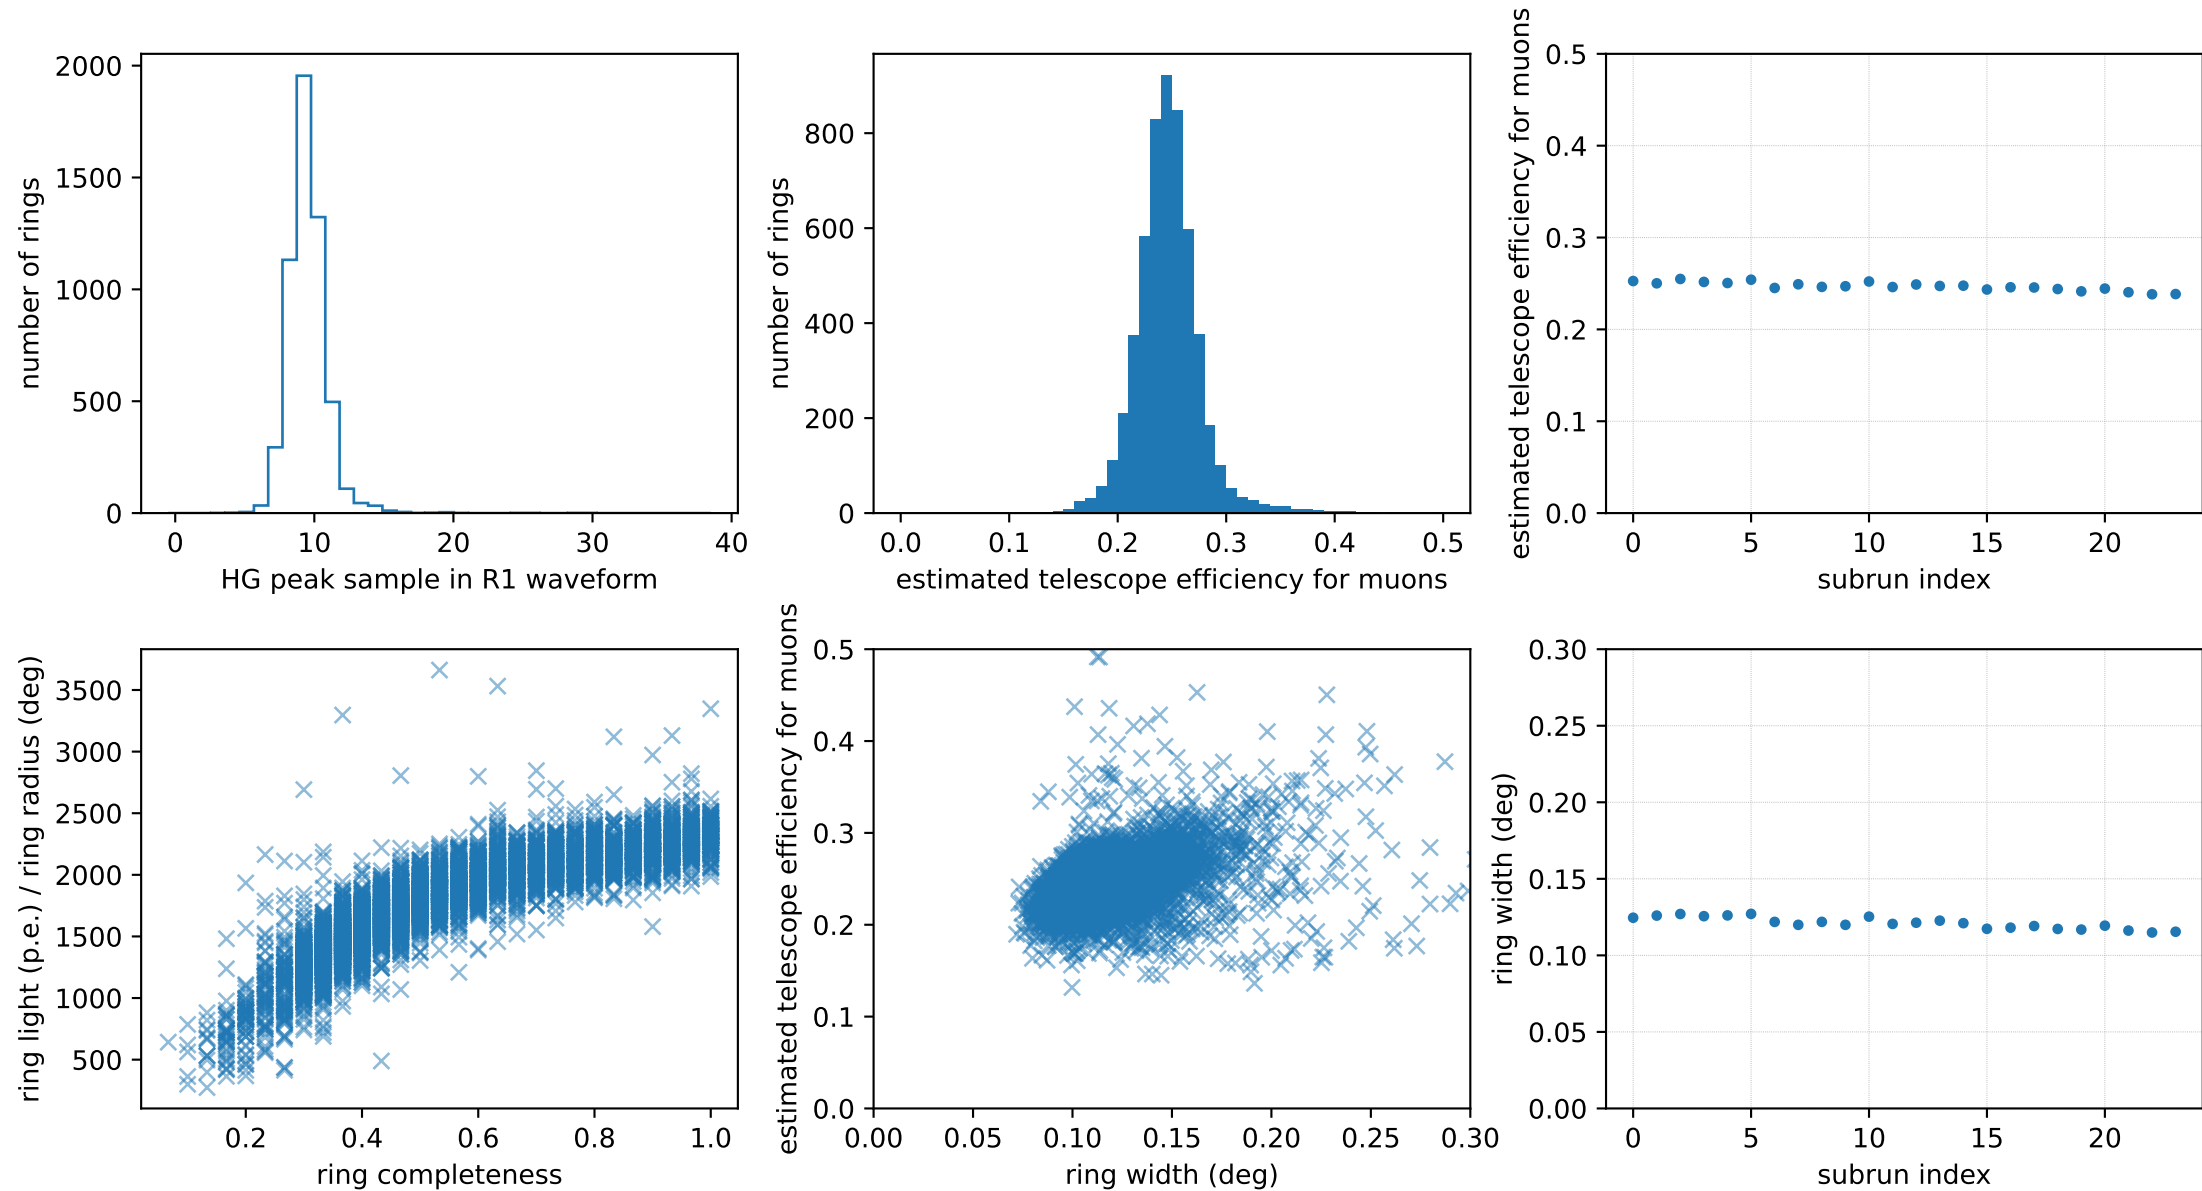 number of rings
2000
1500
1000
500
0
0 10 20 30 40
HG peak sample in R1 waveform
number of rings
800
600
400
200
0
0.0 0.1 0.2 0.3 0.4 0.5
estimated telescope efficiency for muons
estimated telescope efficiency for muons
0.5
0.4
0.3
0.2
0.1
0.0
0 5 10 15 20
subrun index
ring light (p.e.) / ring radius (deg)
3500
3000
2500
2000
1500
1000
500
0.2 0.4 0.6 0.8 1.0
ring completeness
estimated telescope efficiency for muons
0.5
0.4
0.3
0.2
0.1
0.0
0.00 0.05 0.10 0.15 0.20 0.25 0.30
ring width (deg)
ring width (deg)
0.30
0.25
0.20
0.15
0.10
0.05
0.00
0 5 10 15 20
subrun index